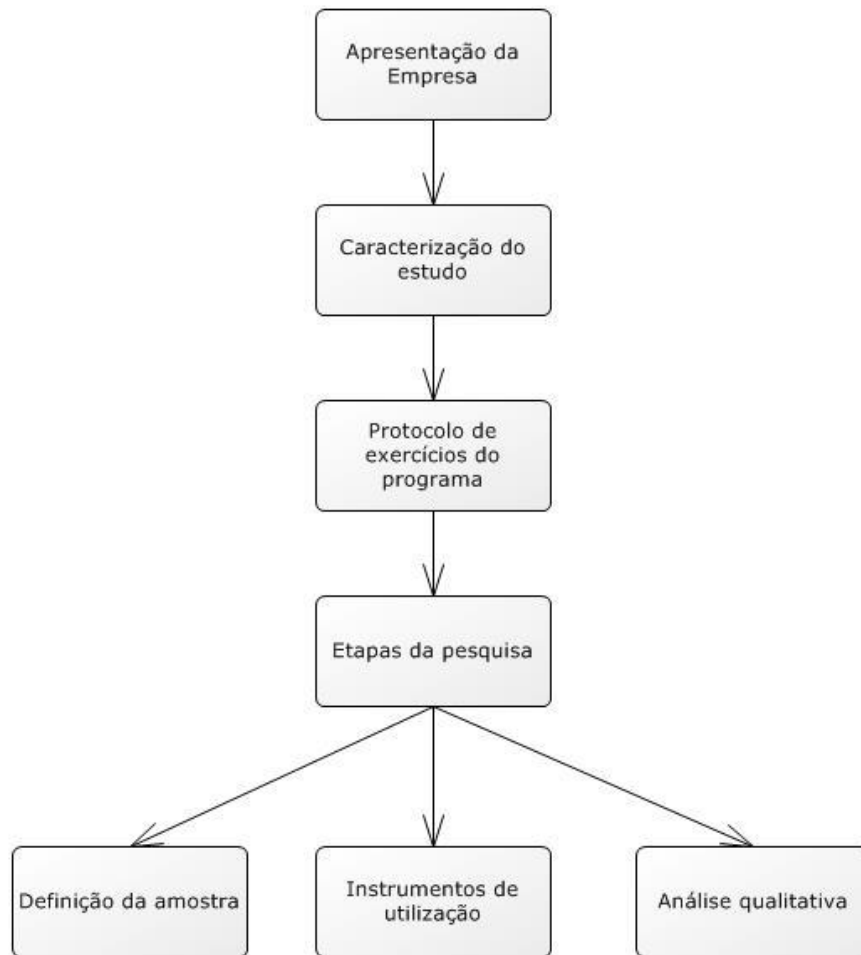 Apresentação da
Empresa
Caracterização do
estudo
Protocolo de
exercícios do
programa
Etapas da pesquisa
Definição da amostra
Instrumentos de
utilização
Análise qualitativa